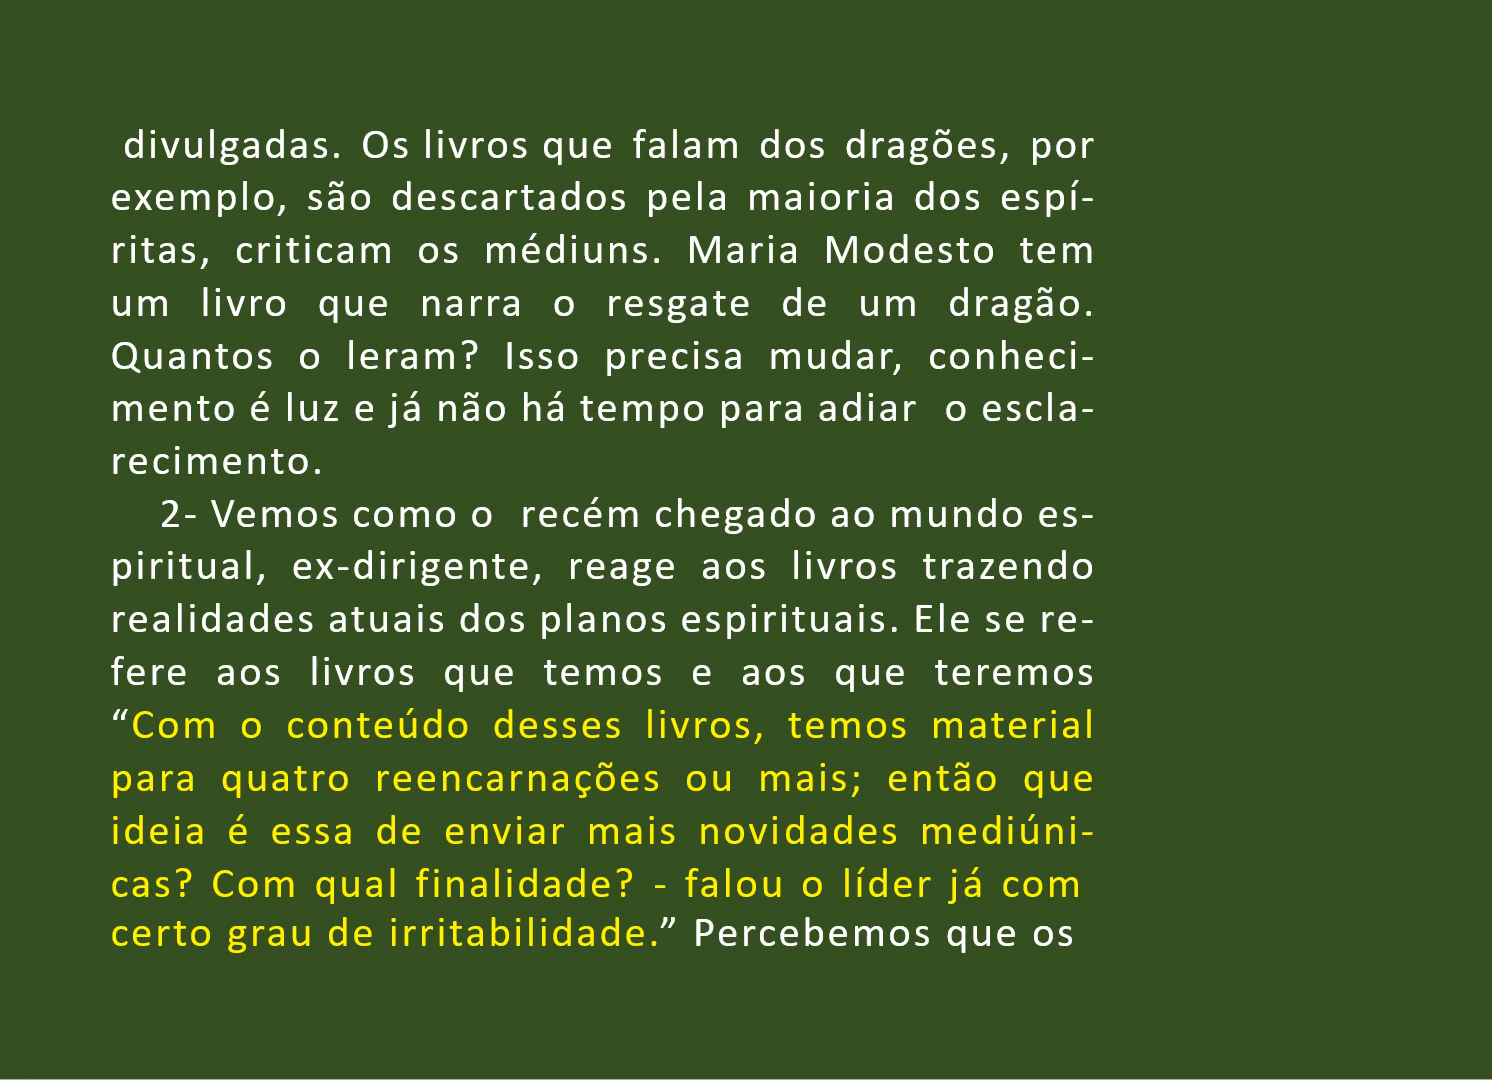 divulgadas. Os livros que falam dos dragões, por
exemplo, são descartados pela maioria dos espí-
ritas, criticam os médiuns. Maria Modesto tem
um livro que narra o resgate de um dragão.
Quantos o leram? Isso precisa mudar, conheci-
mento é luz e já não há tempo para adiar o escla-
recimento.
2- Vemos como o recém chegado ao mundo es-
piritual, ex-dirigente, reage aos livros trazendo
realidades atuais dos planos espirituais. Ele se re-
fere aos livros que temos e aos que teremos
“Com o conteúdo desses livros, temos material
para quatro reencarnações ou mais; então que
ideia é essa de enviar mais novidades mediúni-
cas? Com qual finalidade? - falou o líder já com
certo grau de irritabilidade.” Percebemos que os